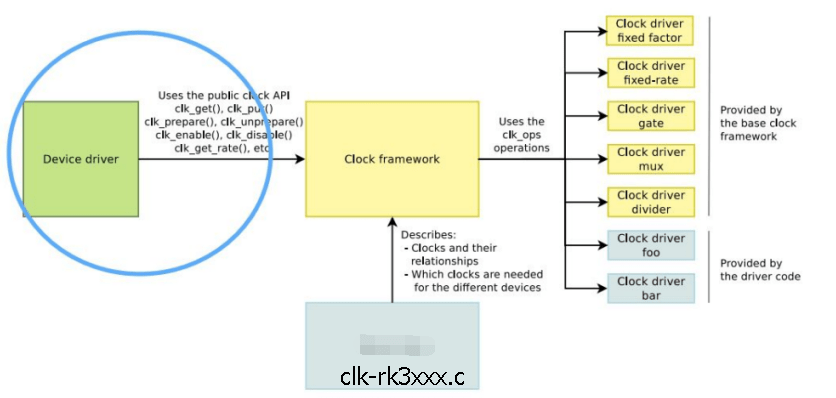 Device driver
Uses the public clock API
clk_get(), clk_put()
clk_prepare(), clk_unprepare()
clk_enable(), clk_disable()
clk_get_rate(), etc
Clock framework
Uses the
clk_ops
operations
Clock driver
fixed factor
Clock driver
fixed-rate
Clock driver
gate
Clock driver
mux
Clock driver
divider
Clock driver
foo
Clock driver
bar
Provided by
the base clock
framework
Provided by
the driver code
Describes:
- Clocks and their
relationships
- Which clocks are needed
for the different devices
clk-rk3xxx.c